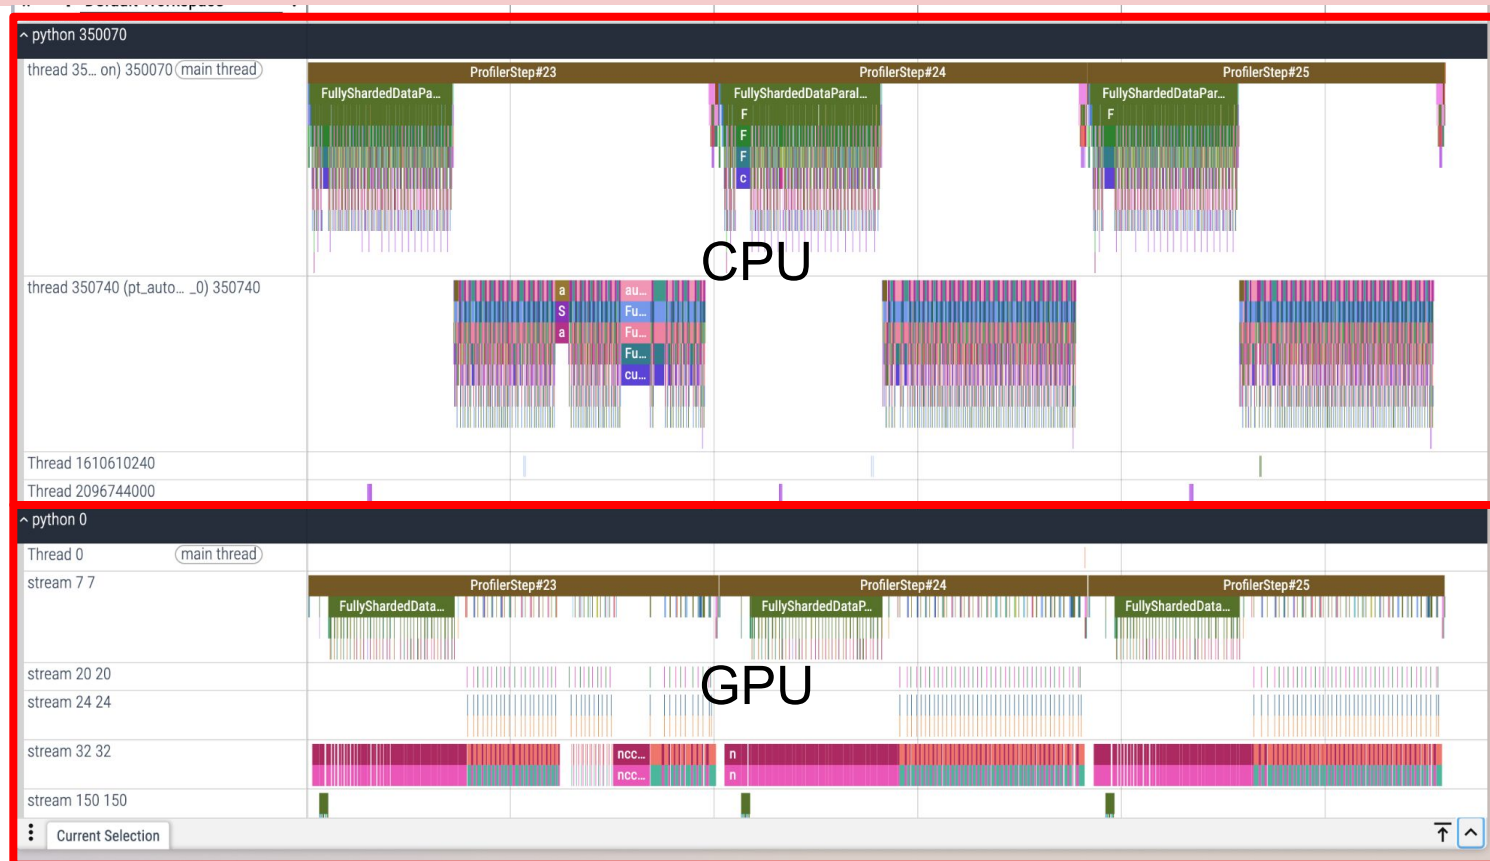 Default Workspace
python 350070
thread 35... on) 350070 main thread
ProfilerStep#23 ProfilerStep#24 ProfilerStep#25
FullyShardedDataPa... FullyShardedDataParal... FullyShardedDataPar...
F F
F
F
c
CPU
thread 350740 (pt_auto... _0) 350740
a au...
S Fu...
a Fu...
Fu...
cu...
Thread 1610610240
Thread 2096744000
python 0
Thread 0 main thread
stream 7 7
ProfilerStep#23 ProfilerStep#24 ProfilerStep#25
FullyShardedData... FullyShardedDataP... FullyShardedData...
stream 20 20
GPU
stream 24 24
stream 32 32
ncc... n
ncc... n
stream 150 150
Current Selection